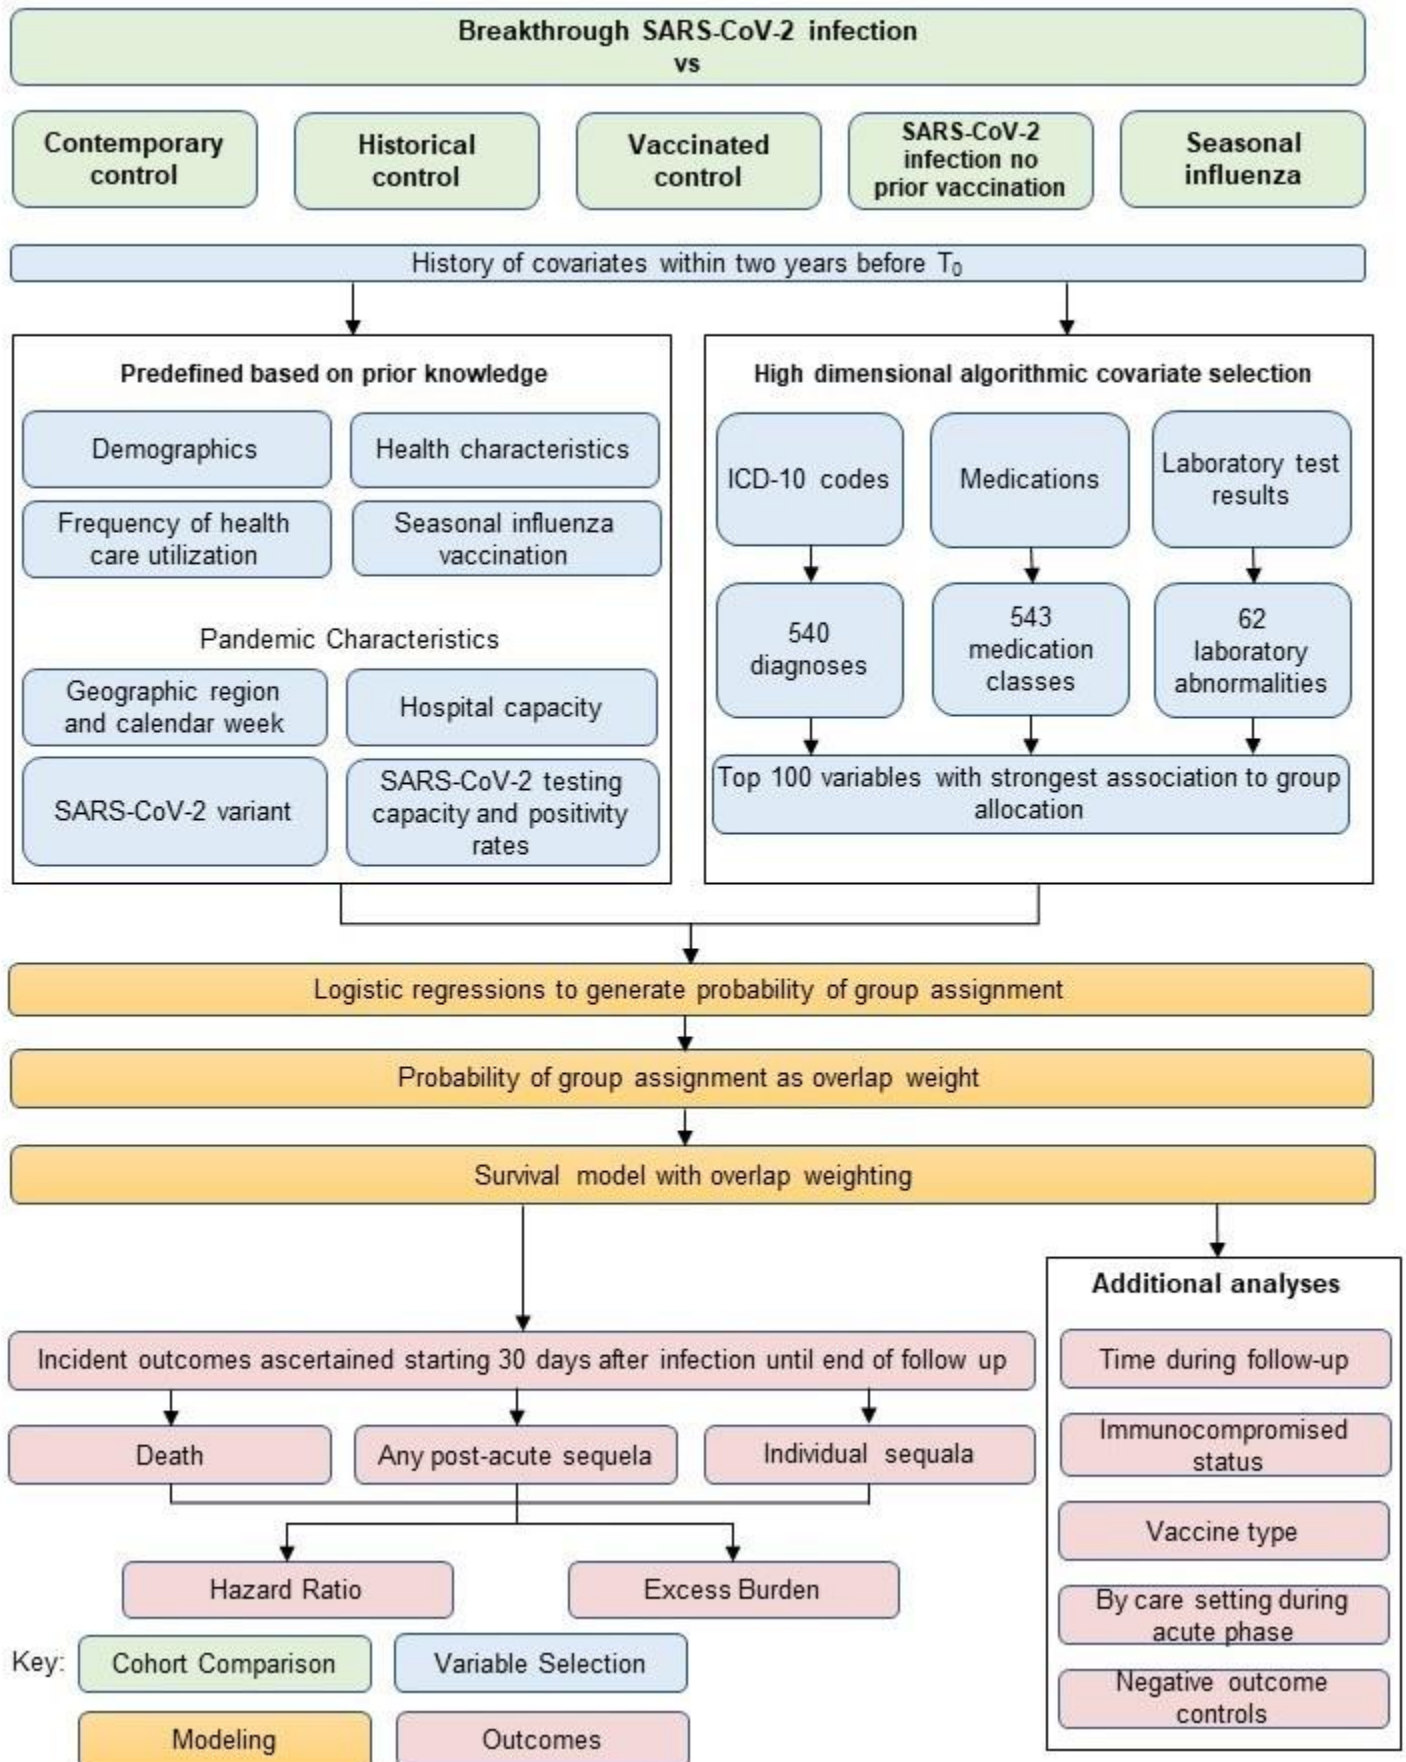 Breakthrough SARS-CoV-2 infection
vs
Contemporary
control
Historical
control
Vaccinated
control
SARS-CoV-2
infection no
prior vaccination
Seasonal
influenza
History of covariates within two years before T₀
Predefined based on prior knowledge
Demographics
Health characteristics
Frequency of health
care utilization
Seasonal influenza
vaccination
Pandemic Characteristics
Geographic region
and calendar week
Hospital capacity
SARS-CoV-2 variant
SARS-CoV-2 testing
capacity and positivity
rates
High dimensional algorithmic covariate selection
ICD-10 codes
Medications
Laboratory test
results
540
diagnoses
543
medication
classes
62
laboratory
abnormalities
Top 100 variables with strongest association to group
allocation
Logistic regressions to generate probability of group assignment
Probability of group assignment as overlap weight
Survival model with overlap weighting
Incident outcomes ascertained starting 30 days after infection until end of follow up
Death
Any post-acute sequela
Individual sequala
Hazard Ratio
Excess Burden
Additional analyses
Time during follow-up
Immunocompromised
status
Vaccine type
By care setting during
acute phase
Negative outcome
controls
Key:
Cohort Comparison
Variable Selection
Modeling
Outcomes